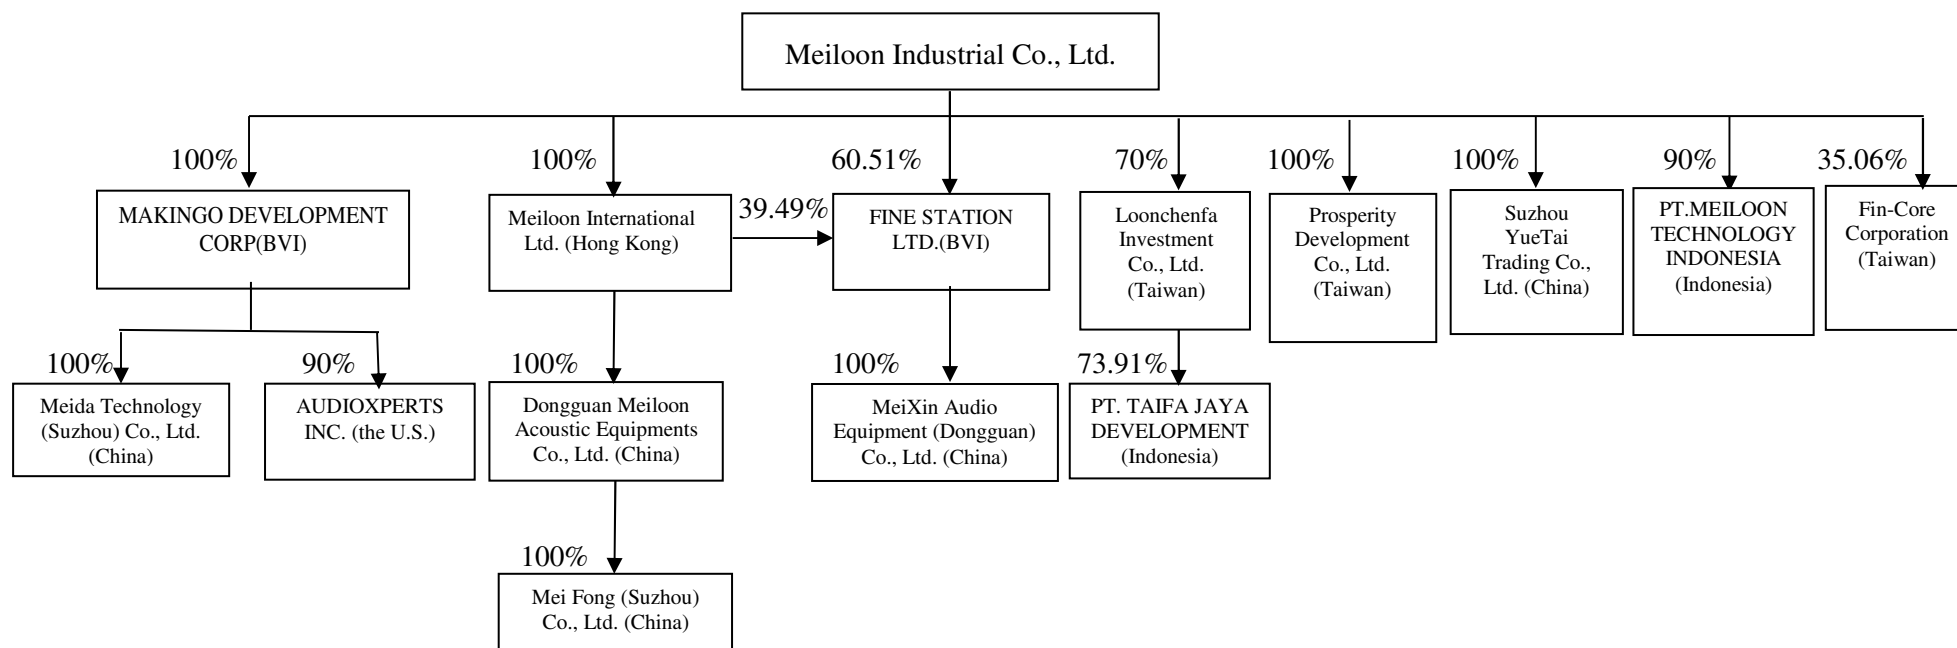 Meiloon Industrial Co., Ltd.
100%
100%
60.51%
70%
100%
100%
90%
35.06%
MAKINGO DEVELOPMENT
CORP(BVI)
Meiloon International
Ltd. (Hong Kong)
39.49%
FINE STATION
LTD.(BVI)
Loonchenfa
Investment
Co., Ltd.
(Taiwan)
Prosperity
Development
Co., Ltd.
(Taiwan)
Suzhou
YueTai
Trading Co.,
Ltd. (China)
PT.MEILOON
TECHNOLOGY
INDONESIA
(Indonesia)
Fin-Core
Corporation
(Taiwan)
100%
90%
100%
100%
73.91%
Meida Technology
(Suzhou) Co., Ltd.
(China)
AUDIOXPERTS
INC. (the U.S.)
Dongguan Meiloon
Acoustic Equipments
Co., Ltd. (China)
MeiXin Audio
Equipment (Dongguan)
Co., Ltd. (China)
PT. TAIFA JAYA
DEVELOPMENT
(Indonesia)
100%
Mei Fong (Suzhou)
Co., Ltd. (China)